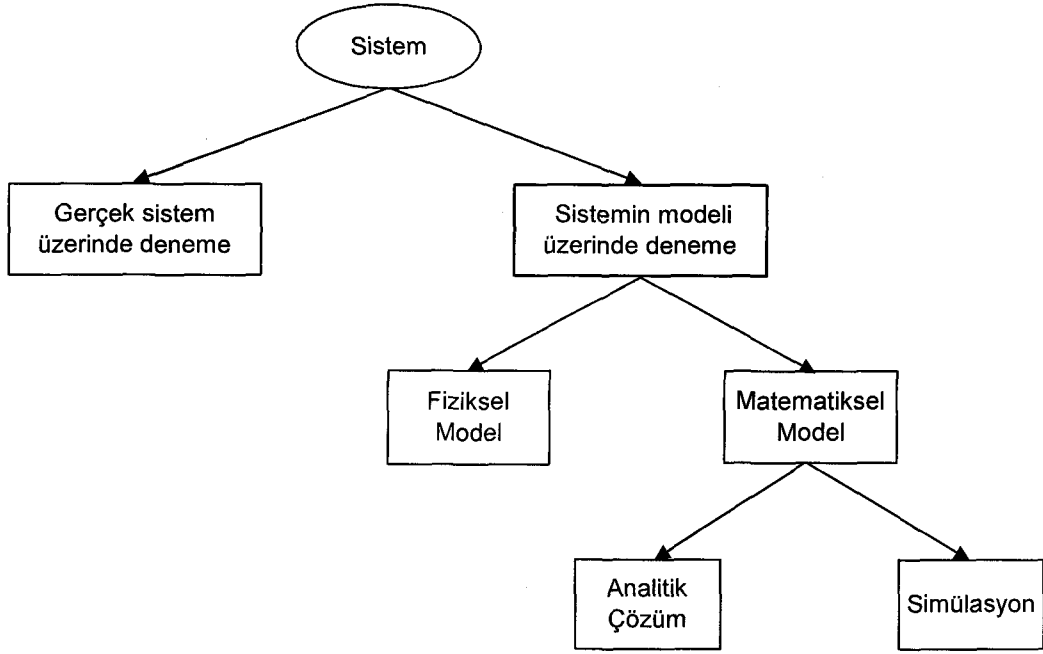 Sistem
Gerçek sistem
üzerinde deneme
Sistemin modeli
üzerinde deneme
Fiziksel
Model
Matematiksel
Model
Analitik
Çözüm
Simülasyon